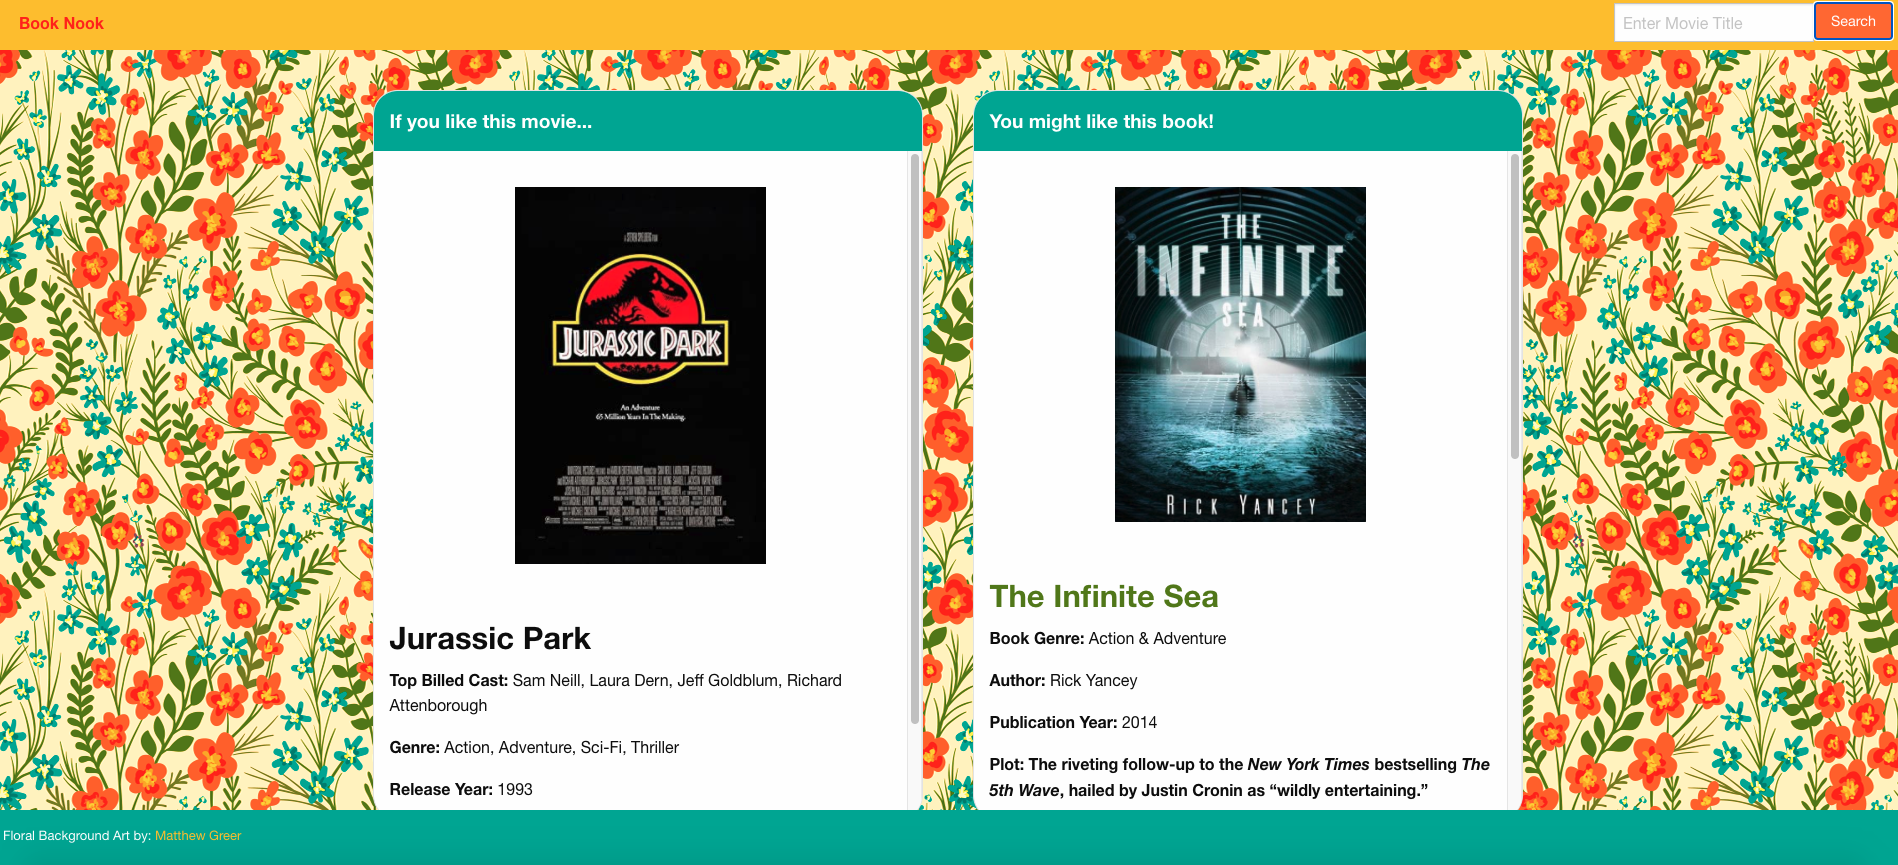 Book Nook
Enter Movie Title
Search
If you like this movie...
JURASSIC PARK
An Adventure
65 Million Years In The Making.
Jurassic Park
Top Billed Cast: Sam Neill, Laura Dern, Jeff Goldblum, Richard
Attenborough
Genre: Action, Adventure, Sci-Fi, Thriller
Release Year: 1993
You might like this book!
THE
INFINITE
SEA
RICK YANCEY
The Infinite Sea
Book Genre: Action & Adventure
Author: Rick Yancey
Publication Year: 2014
Plot: The riveting follow-up to the New York Times bestselling The
5th Wave, hailed by Justin Cronin as “wildly entertaining.”
Floral Background Art by: Matthew Greer